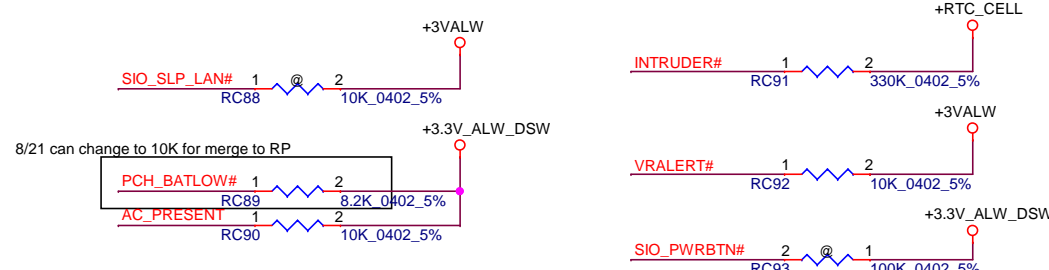 +3VALW
SIO_SLP_LAN# 1 @ 2
RC88 10K_0402_5%
+3.3V_ALW_DSW
8/21 can change to 10K for merge to RP
PCH_BATLOW# 1 2
RC89 8.2K_0402_5%
AC_PRESENT 1 2
RC90 10K_0402_5%
+RTC_CELL
INTRUDER# 1 2
RC91 330K_0402_5%
+3VALW
VRALERT# 1 2
RC92 10K_0402_5%
+3.3V_ALW_DSW
SIO_PWRBTN# 2 @ 1
RC93 100K_0402_5%